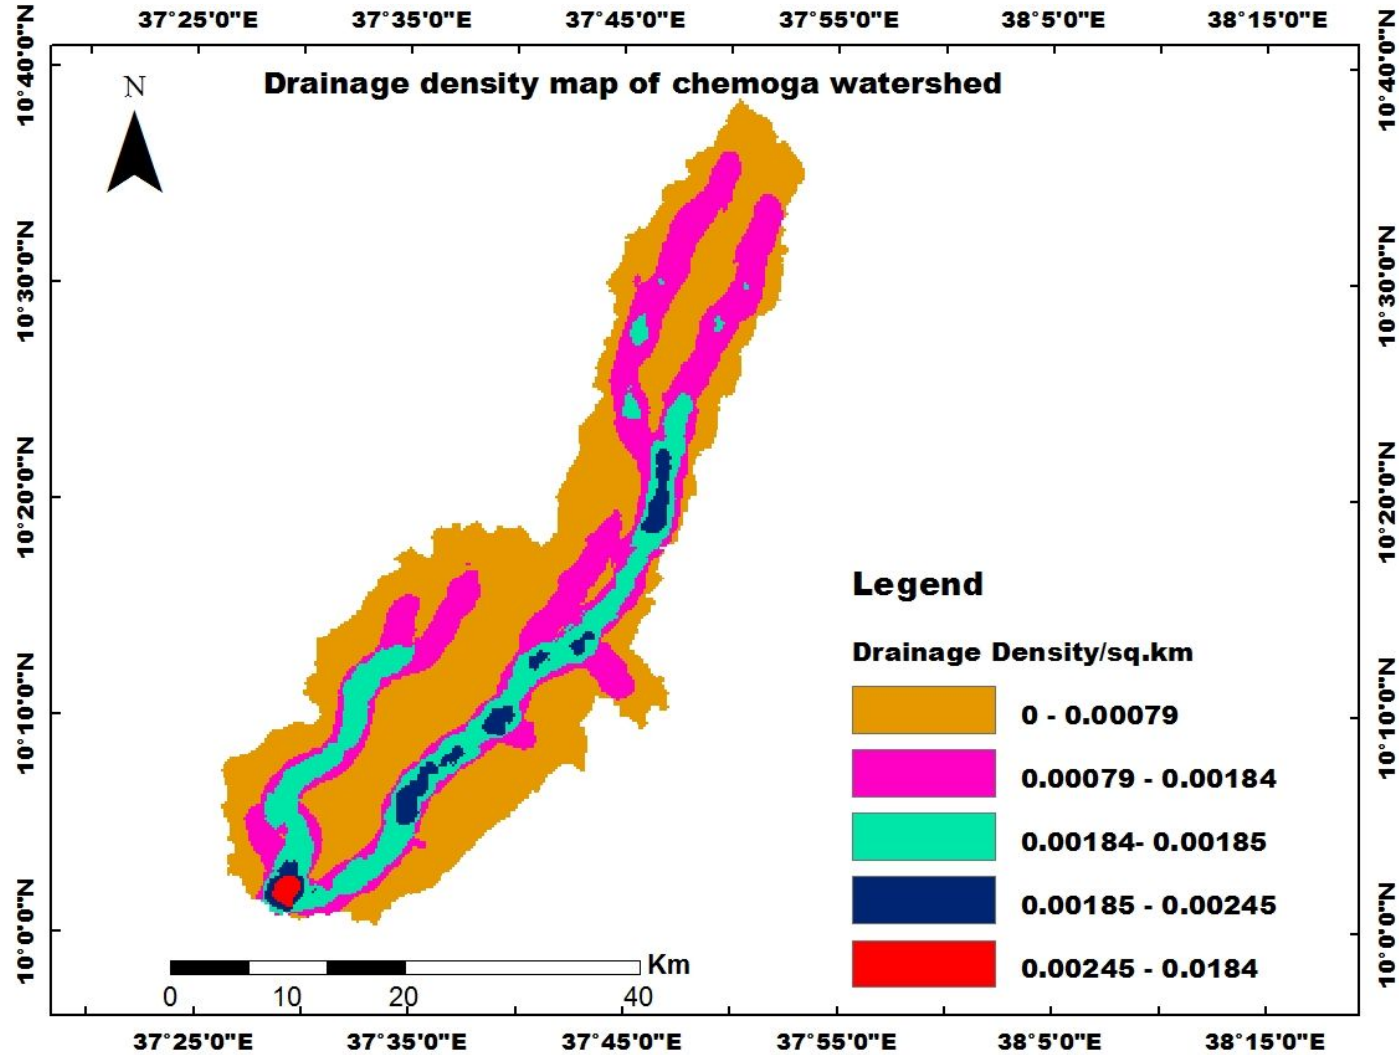 37°25'0"E 37°35'0"E 37°45'0"E 37°55'0"E 38°5'0"E 38°15'0"E
10°40'0"N
10°30'0"N
10°20'0"N
10°10'0"N
10°0'0"N
Drainage density map of chemoga watershed
N
Legend
Drainage Density/sq.km
0 - 0.00079
0.00079 - 0.00184
0.00184- 0.00185
0.00185 - 0.00245
0.00245 - 0.0184
Km
0 10 20 40
10°40'0"N
10°30'0"N
10°20'0"N
10°10'0"N
10°0'0"N
37°25'0"E 37°35'0"E 37°45'0"E 37°55'0"E 38°5'0"E 38°15'0"E